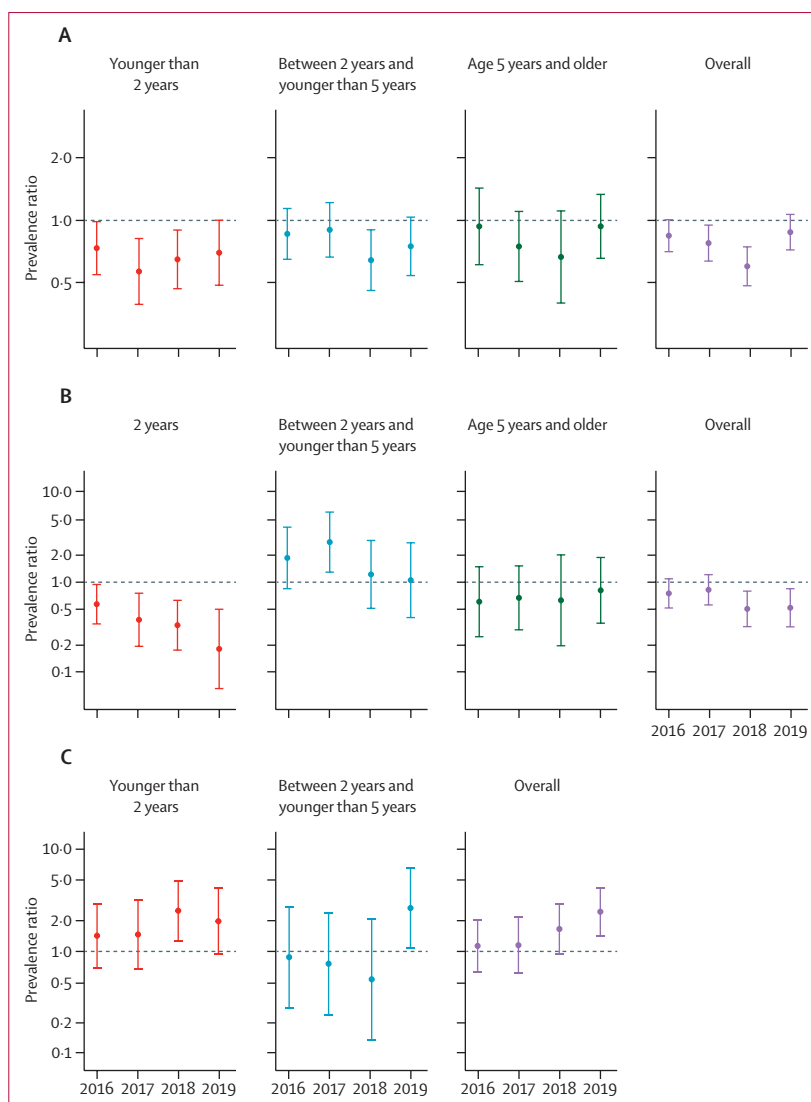 A
Younger than
2 years
Between 2 years and
younger than 5 years
Age 5 years and older
Overall
Prevalence ratio
2·0
1·0
0·5
B
2 years
Between 2 years and
younger than 5 years
Age 5 years and older
Overall
Prevalence ratio
10·0
5·0
2·0
1·0
0·5
0·2
0·1
2016 2017 2018 2019
C
Younger than
2 years
Between 2 years and
younger than 5 years
Overall
Prevalence ratio
10·0
5·0
2·0
1·0
0·5
0·2
0·1
2016 2017 2018 2019
2016 2017 2018 2019
2016 2017 2018 2019